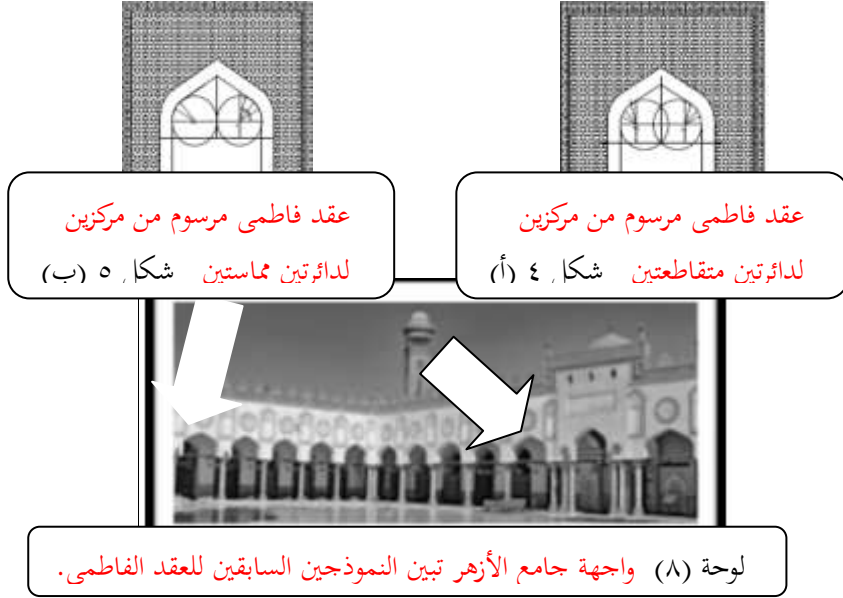 عقد فاطمى مرسوم من مركزين
لدائرتين متقاطعتين شكل ٤ (أ)
عقد فاطمى مرسوم من مركزين
لدائرتين مماستين شكل ٥ (ب)
لوحة (٨) واجهة جامع الأزهر تبين النموذجين السابقين للعقد الفاطمى.